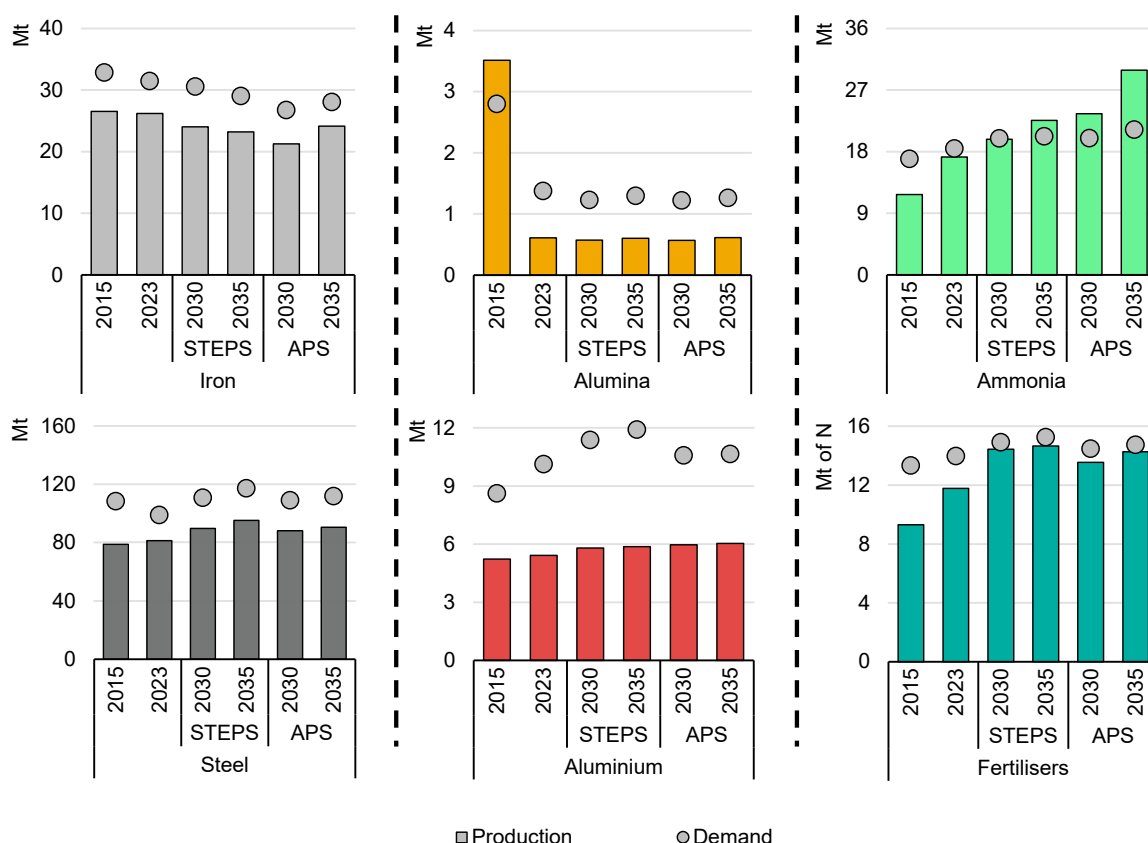 Mt
40
30
20
10
0
2015
2023
2030
2035
2030
2035
STEPS
APS
Iron
Mt
4
3
2
1
0
2015
2023
2030
2035
2030
2035
STEPS
APS
Alumina
Mt
36
27
18
9
0
2015
2023
2030
2035
2030
2035
STEPS
APS
Ammonia
Mt
160
120
80
40
0
2015
2023
2030
2035
2030
2035
STEPS
APS
Steel
Mt
12
9
6
3
0
2015
2023
2030
2035
2030
2035
STEPS
APS
Aluminium
Mt of N
16
12
8
4
0
2015
2023
2030
2035
2030
2035
STEPS
APS
Fertilisers
Production
Demand